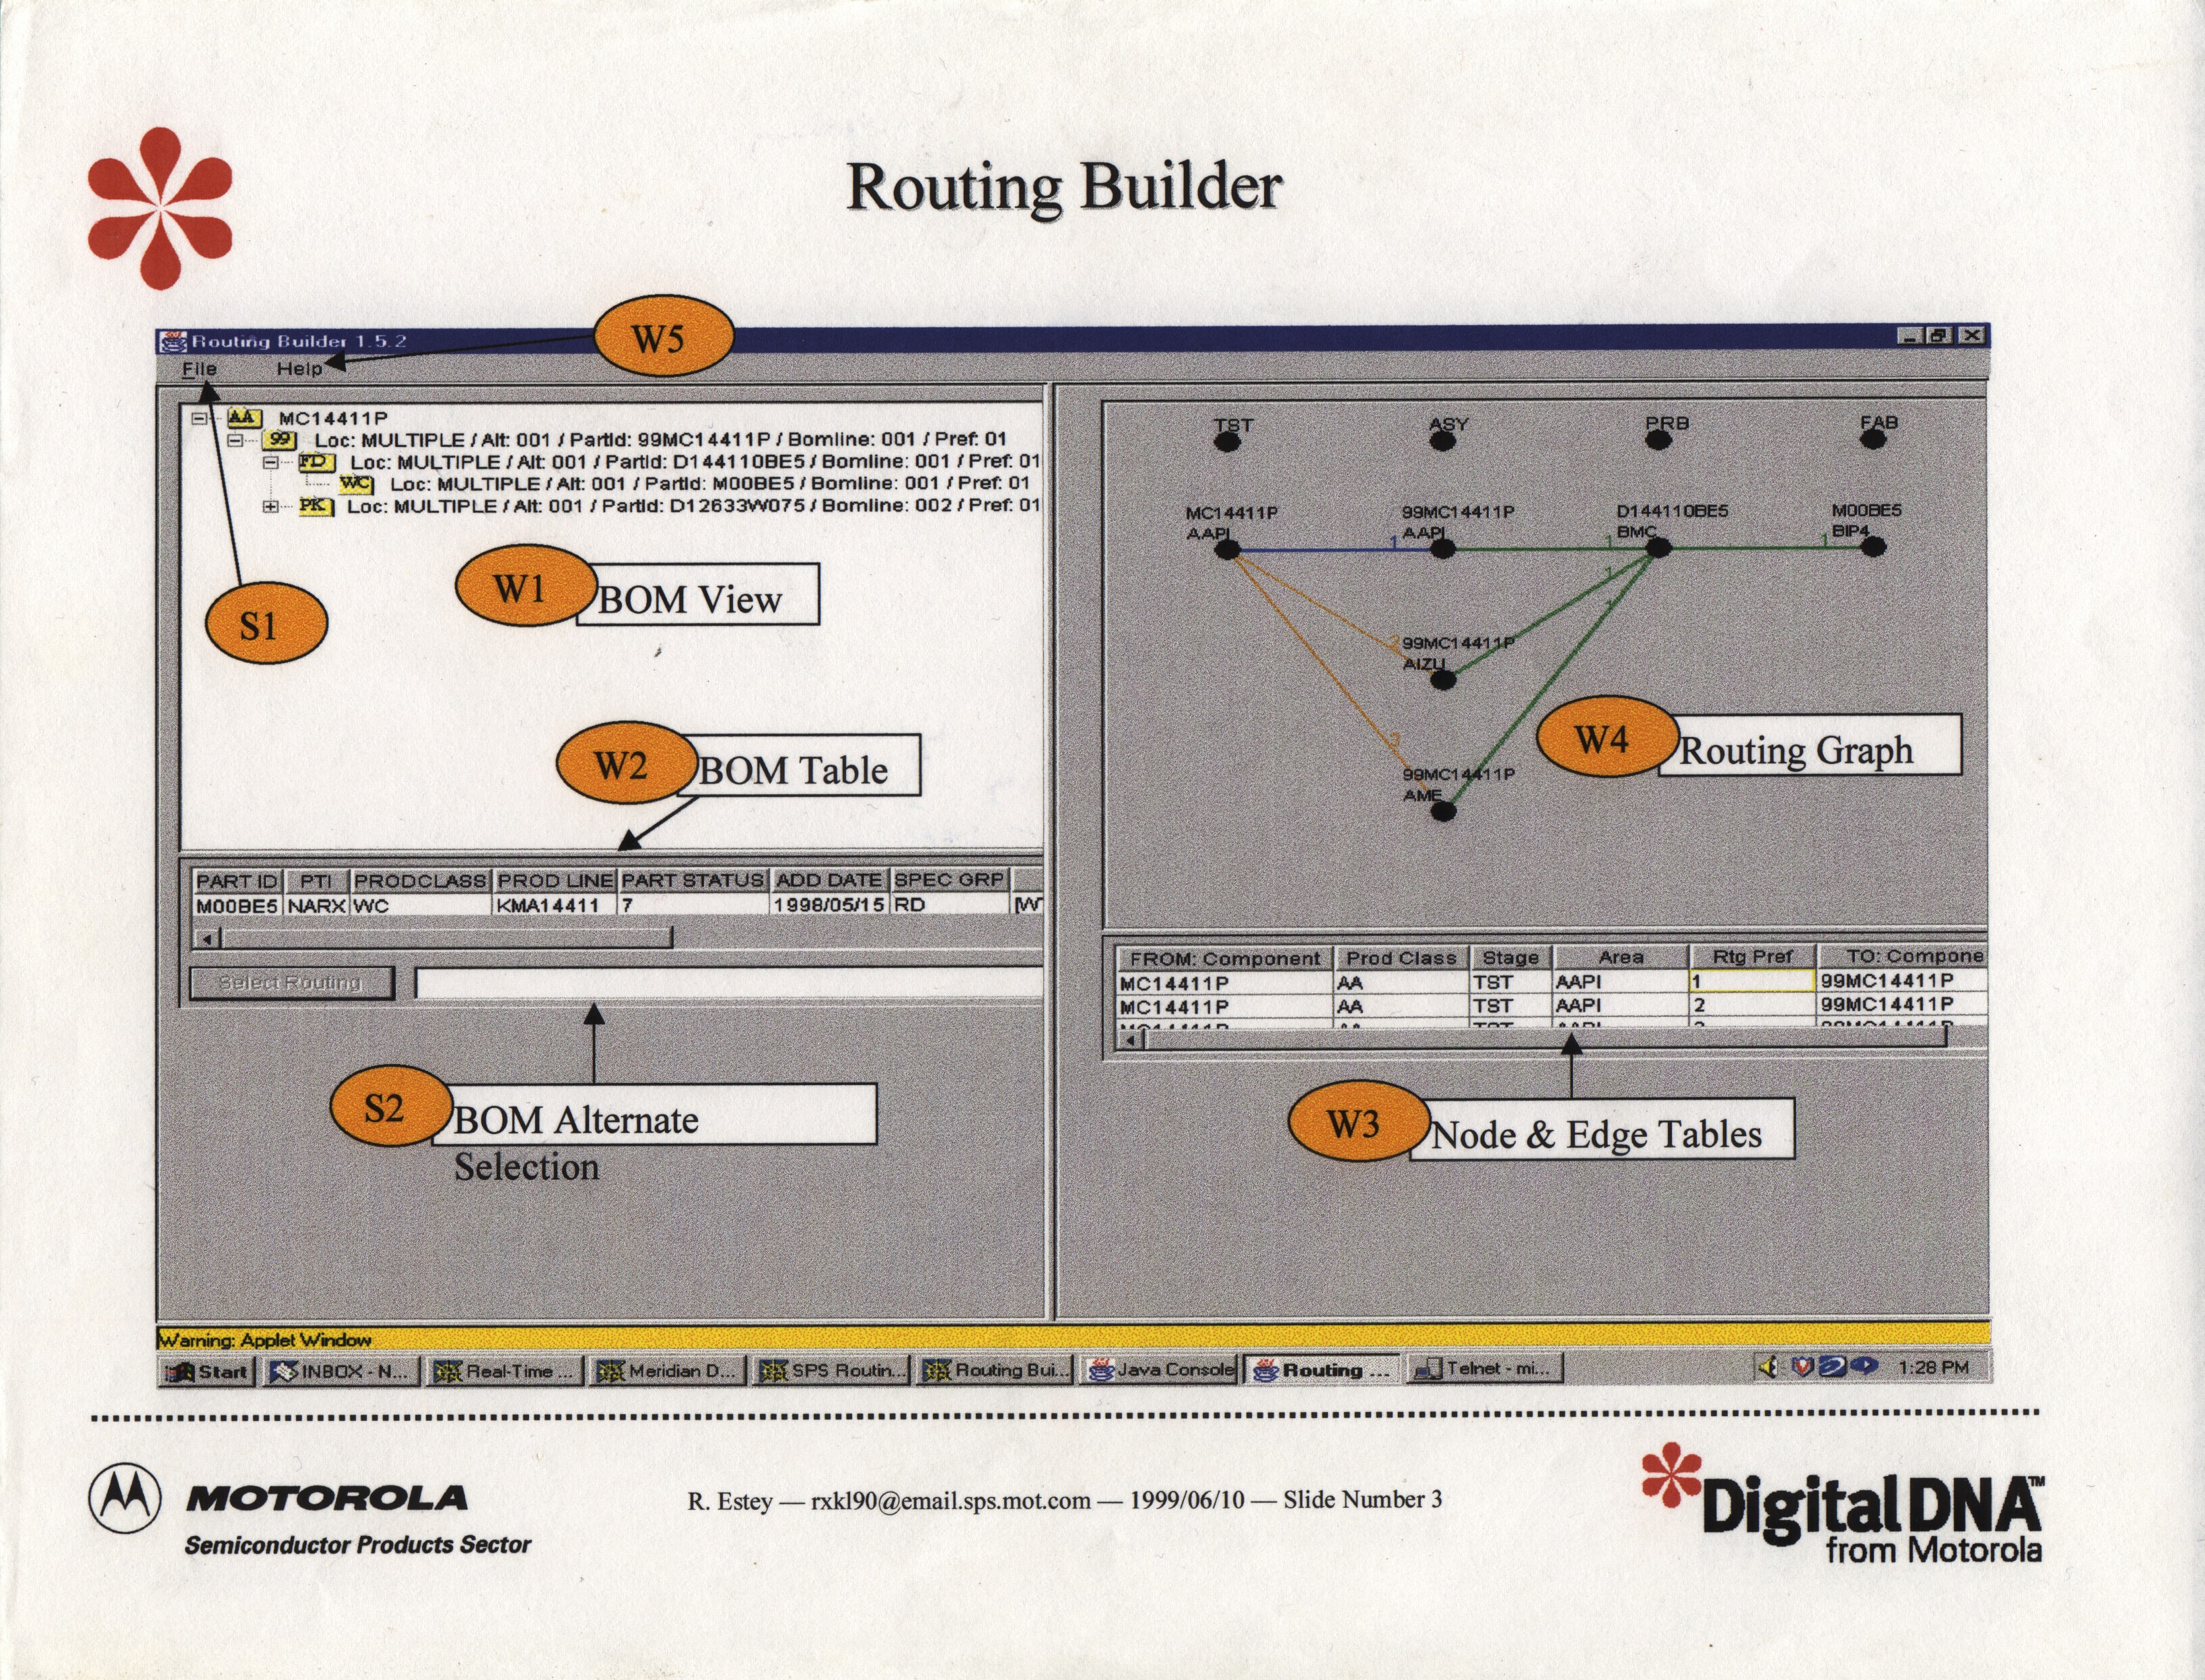 Routing Builder
W5
Routing Builder 1.5.2
File Help
AA MC14411P
99 Loc: MULTIPLE / Alt: 001 / PartId: 99MC14411P / Bomline: 001 / Pref: 01
FD Loc: MULTIPLE / Alt: 001 / PartId: D144110BE5 / Bomline: 001 / Pref: 01
WC Loc: MULTIPLE / Alt: 001 / PartId: M00BE5 / Bomline: 001 / Pref: 01
PK Loc: MULTIPLE / Alt: 001 / PartId: D12633W075 / Bomline: 002 / Pref: 01
S1
W1 BOM View
W2 BOM Table
PART ID PTI PRODCLASS PROD LINE PART STATUS ADD DATE SPEC GRP
M00BE5 NARX WC KMA14411 7 1998/05/15 RD
Select Routing
S2 BOM Alternate
Selection
TST ASY PRB FAB
MC14411P 99MC14411P D144110BE5 M00BE5
AAPI 1 AAPI 1 BMC 1 BIP4
1
1
2 99MC14411P
AIZU
W4 Routing Graph
99MC14411P
AME
FROM: Component Prod Class Stage Area Rtg Pref TO: Compone
MC14411P AA TST AAPI 1 99MC14411P
MC14411P AA TST AAPI 2 99MC14411P
W3 Node & Edge Tables
Warning: Applet Window
Start INBOX - N... Real-Time ... Meridian D... SPS Routin... Routing Bui... Java Console Routing ... Telnet - mi... 1:28 PM
MOTOROLA
Semiconductor Products Sector
R. Estey — rxkl90@email.sps.mot.com — 1999/06/10 — Slide Number 3
Digital DNA™
from Motorola